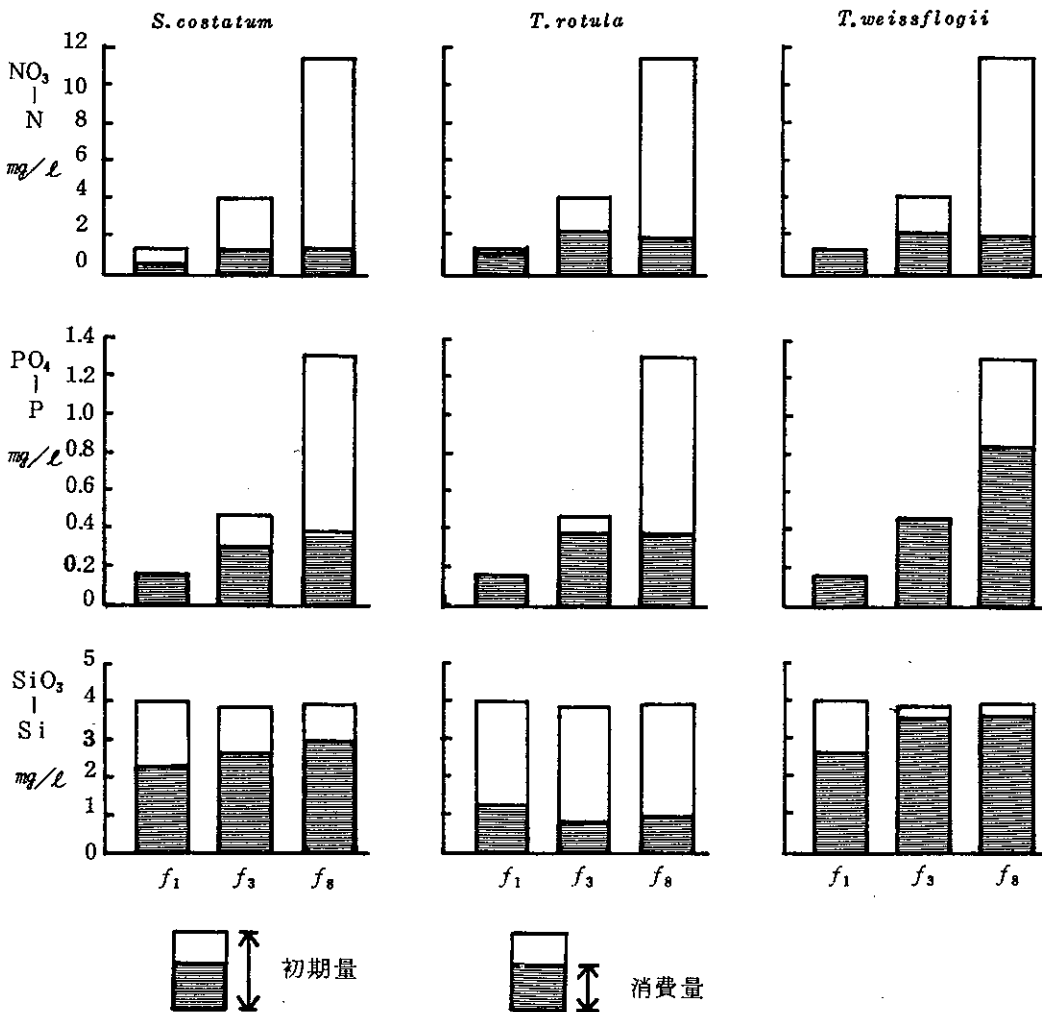 S.costatum T.rotula T.weissflogii
NO₃
|
N
mg/ℓ
12
10
8
6
4
2
0
PO₄
|
P
mg/ℓ
1.4
1.2
1.0
0.8
0.6
0.4
0.2
0
SiO₃
|
Si
mg/ℓ
5
4
3
2
1
0
f₁ f₃ f₈ f₁ f₃ f₈ f₁ f₃ f₈
初期量 消費量